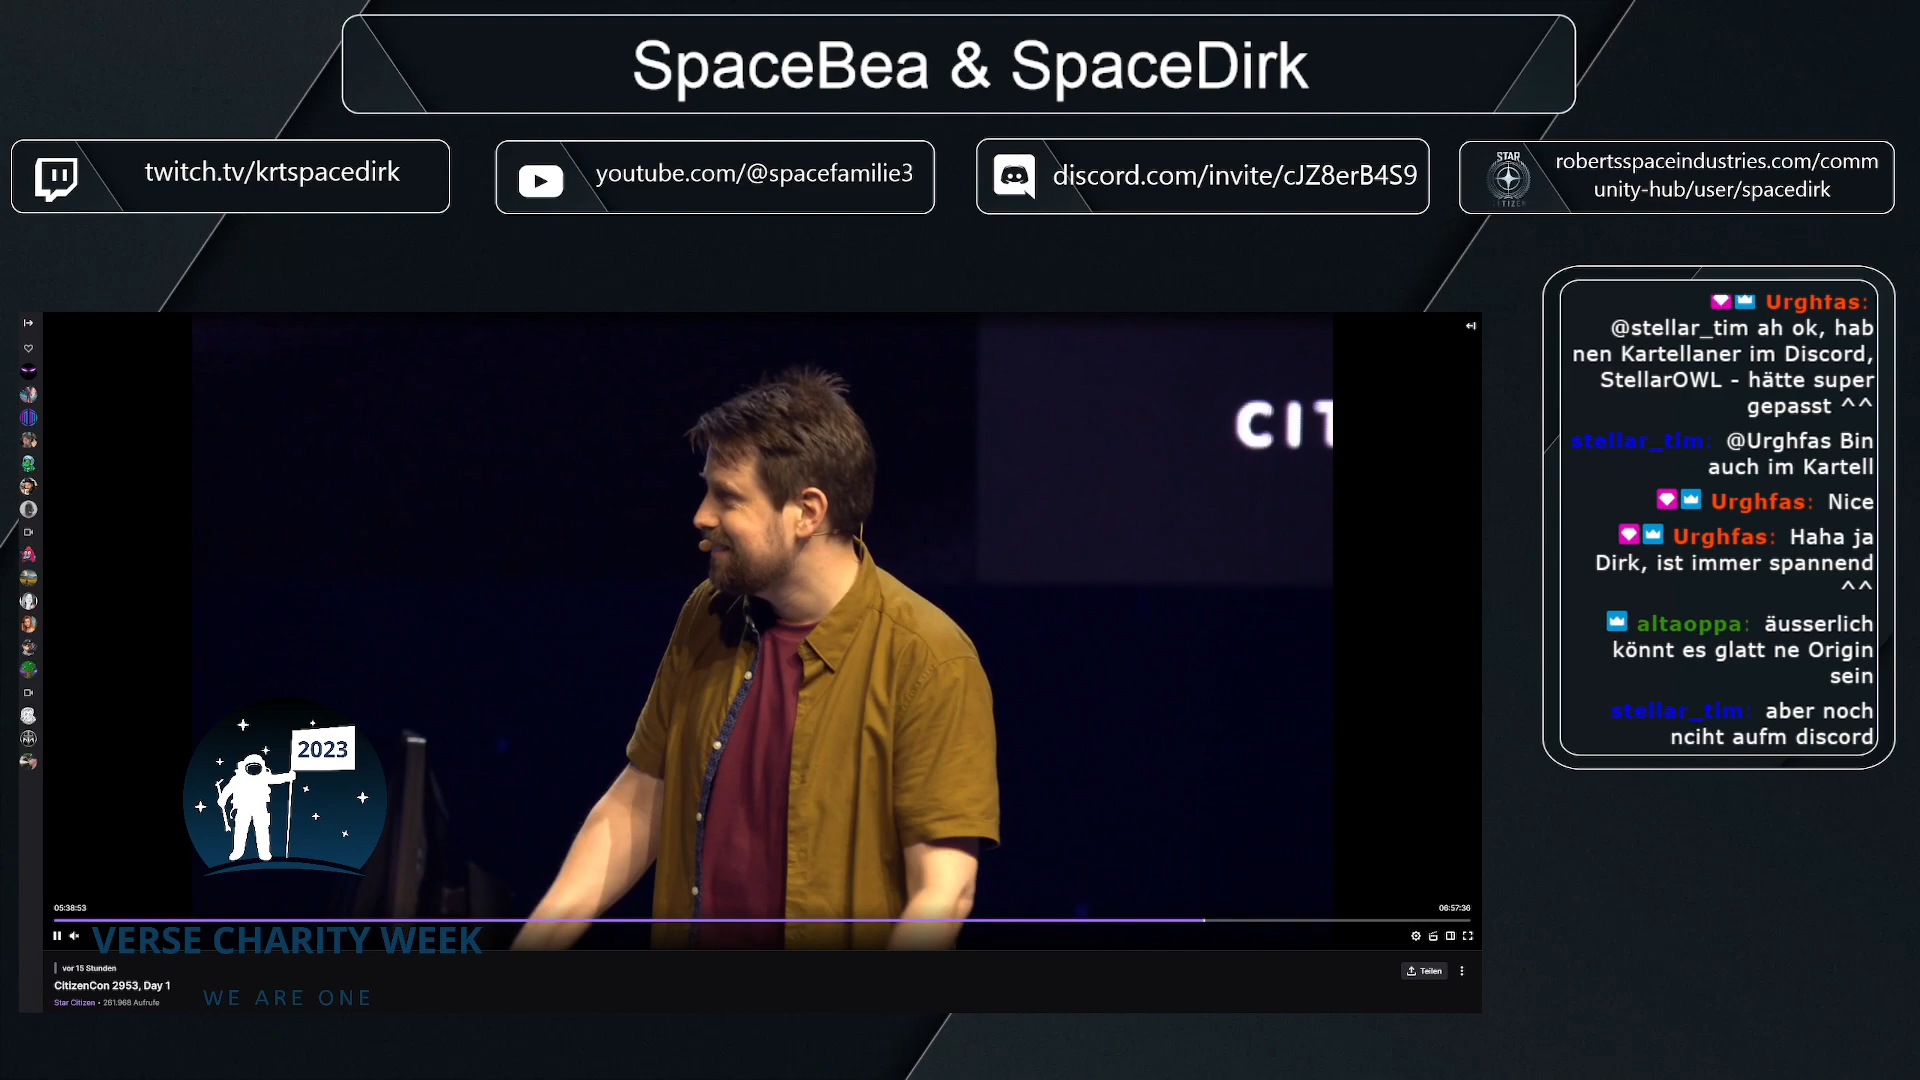 SpaceBea & SpaceDirk
twitch.tv/krtspacedirk
youtube.com/@spacefamilie3
discord.com/invite/cJZ8erB4S9
STAR
CITIZEN
robertsspaceindustries.com/comm
unity-hub/user/spacedirk
CIT
2023
05:38:53
06:57:36
VERSE CHARITY WEEK
vor 15 Stunden
CitizenCon 2953, Day 1
Star Citizen • 261.968 Aufrufe
WE ARE ONE
Teilen
Urghfas:
@stellar_tim ah ok, hab
nen Kartellaner im Discord,
StellarOWL - hätte super
gepasst ^^
stellar_tim: @Urghfas Bin
auch im Kartell
Urghfas: Nice
Urghfas: Haha ja
Dirk, ist immer spannend
^^
altaoppa: äusserlich
könnt es glatt ne Origin
sein
stellar_tim: aber noch
nciht aufm discord